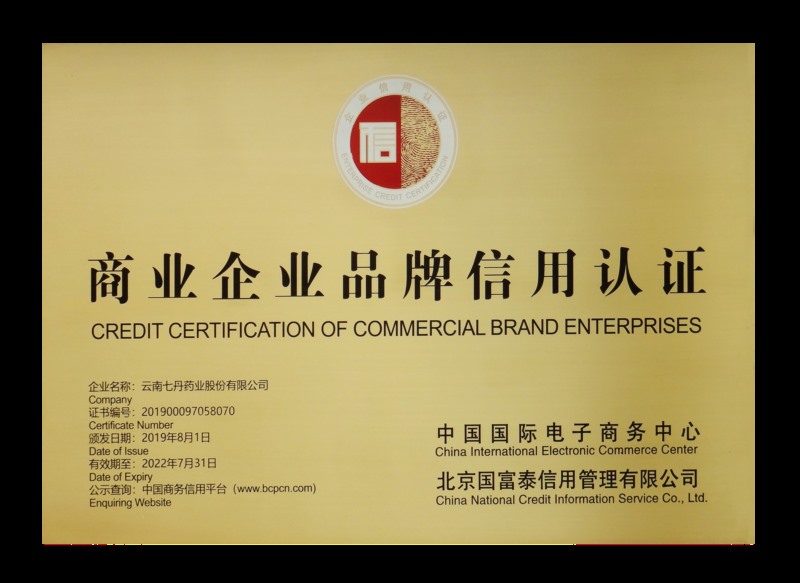 企业信用认证
信
ENTERPRISE CREDIT CERTIFICATION
商业企业品牌信用认证
CREDIT CERTIFICATION OF COMMERCIAL BRAND ENTERPRISES
企业名称：云南七丹药业股份有限公司
Company
证书编号：201900097058070
Certificate Number
颁发日期：2019年8月1日
Date of Issue
有效期至：2022年7月31日
Date of Expiry
公示查询：中国商务信用平台（www.bcpcn.com）
Enquiring Website
中国国际电子商务中心
China International Electronic Commerce Center
北京国富泰信用管理有限公司
China National Credit Information Service Co., Ltd.